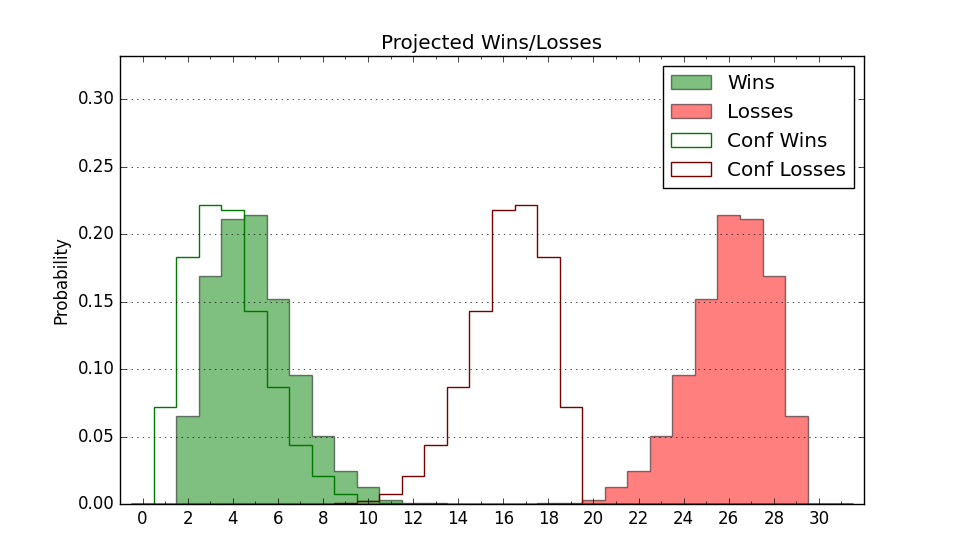 Projected Wins/Losses
Wins
Losses
Conf Wins
Conf Losses
Probability
0.30
0.25
0.20
0.15
0.10
0.05
0.00
0 2 4 6 8 10 12 14 16 18 20 22 24 26 28 30